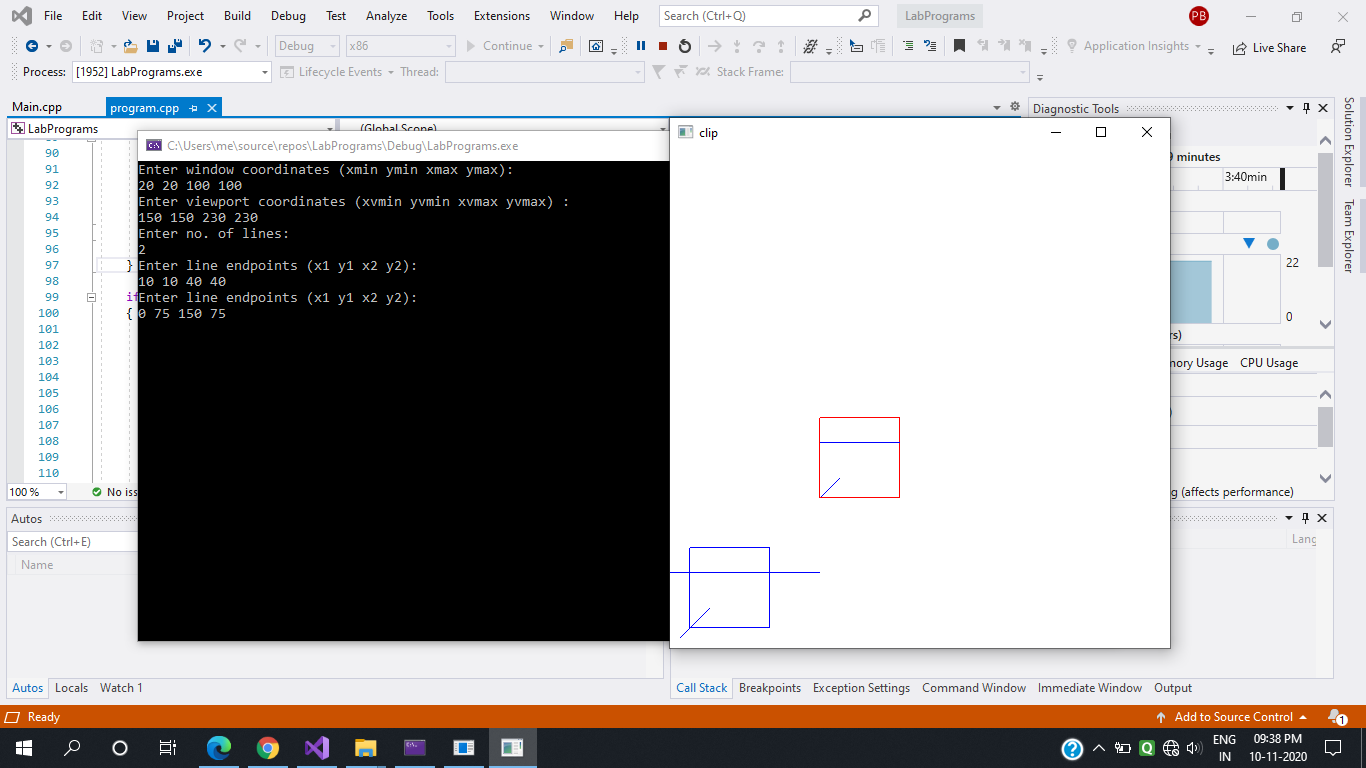 File Edit View Project Build Debug Test Analyze Tools Extensions Window Help Search (Ctrl+Q) LabPrograms PB
Debug x86 Continue Application Insights Live Share
Process: [1952] LabPrograms.exe Lifecycle Events Thread: Stack Frame:
Main.cpp program.cpp Diagnostic Tools
LabPrograms (Global Scope)
C:\Users\me\source\repos\LabPrograms\Debug\LabPrograms.exe
clip
9 minutes
3:40min
90
91
92
93
94
95
96
97 }
98
99 if
100 {
101
102
103
104
105
106
107
108
109
110
Enter window coordinates (xmin ymin xmax ymax):
20 20 100 100
Enter viewport coordinates (xvmin yvmin xvmax yvmax) :
150 150 230 230
Enter no. of lines:
2
Enter line endpoints (x1 y1 x2 y2):
10 10 40 40
Enter line endpoints (x1 y1 x2 y2):
0 75 150 75
22
0
rs)
mory Usage CPU Usage
g (affects performance)
Solution Explorer
Team Explorer
100 % No iss
Autos
Search (Ctrl+E)
Name
Lang
Autos Locals Watch 1
Call Stack Breakpoints Exception Settings Command Window Immediate Window Output
Ready Add to Source Control 1
ENG
IN
09:38 PM
10-11-2020